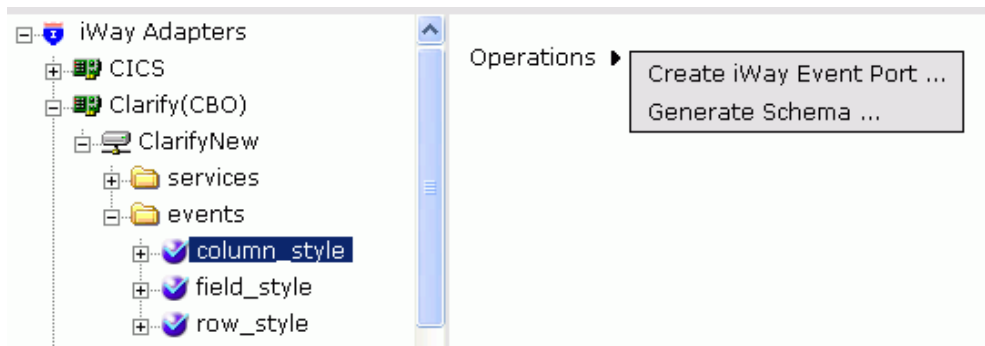 iWay Adapters
CICS
Clarify(CBO)
ClarifyNew
services
events
column_style
field_style
row_style
Operations
Create iWay Event Port ...
Generate Schema ...